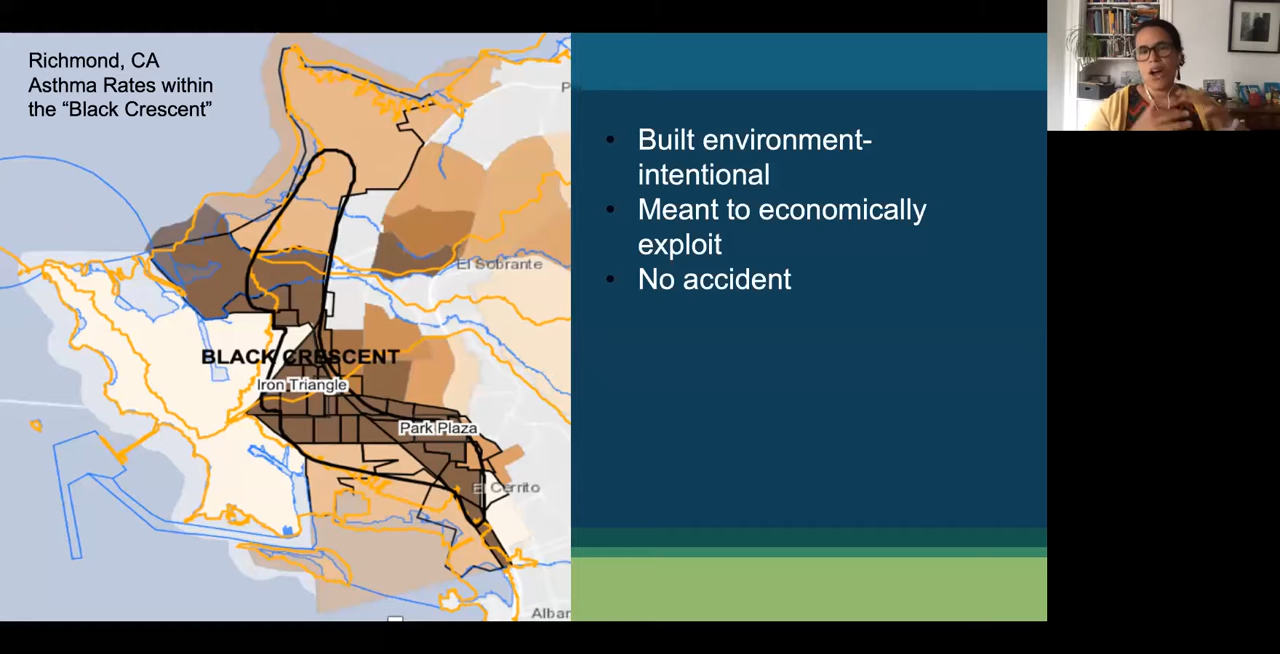 Richmond, CA
Asthma Rates within
the “Black Crescent”
P
El Sobrante
BLACK CRESCENT
Iron Triangle
Park Plaza
El Cerrito
Albar
• Built environment-
intentional
• Meant to economically
exploit
• No accident